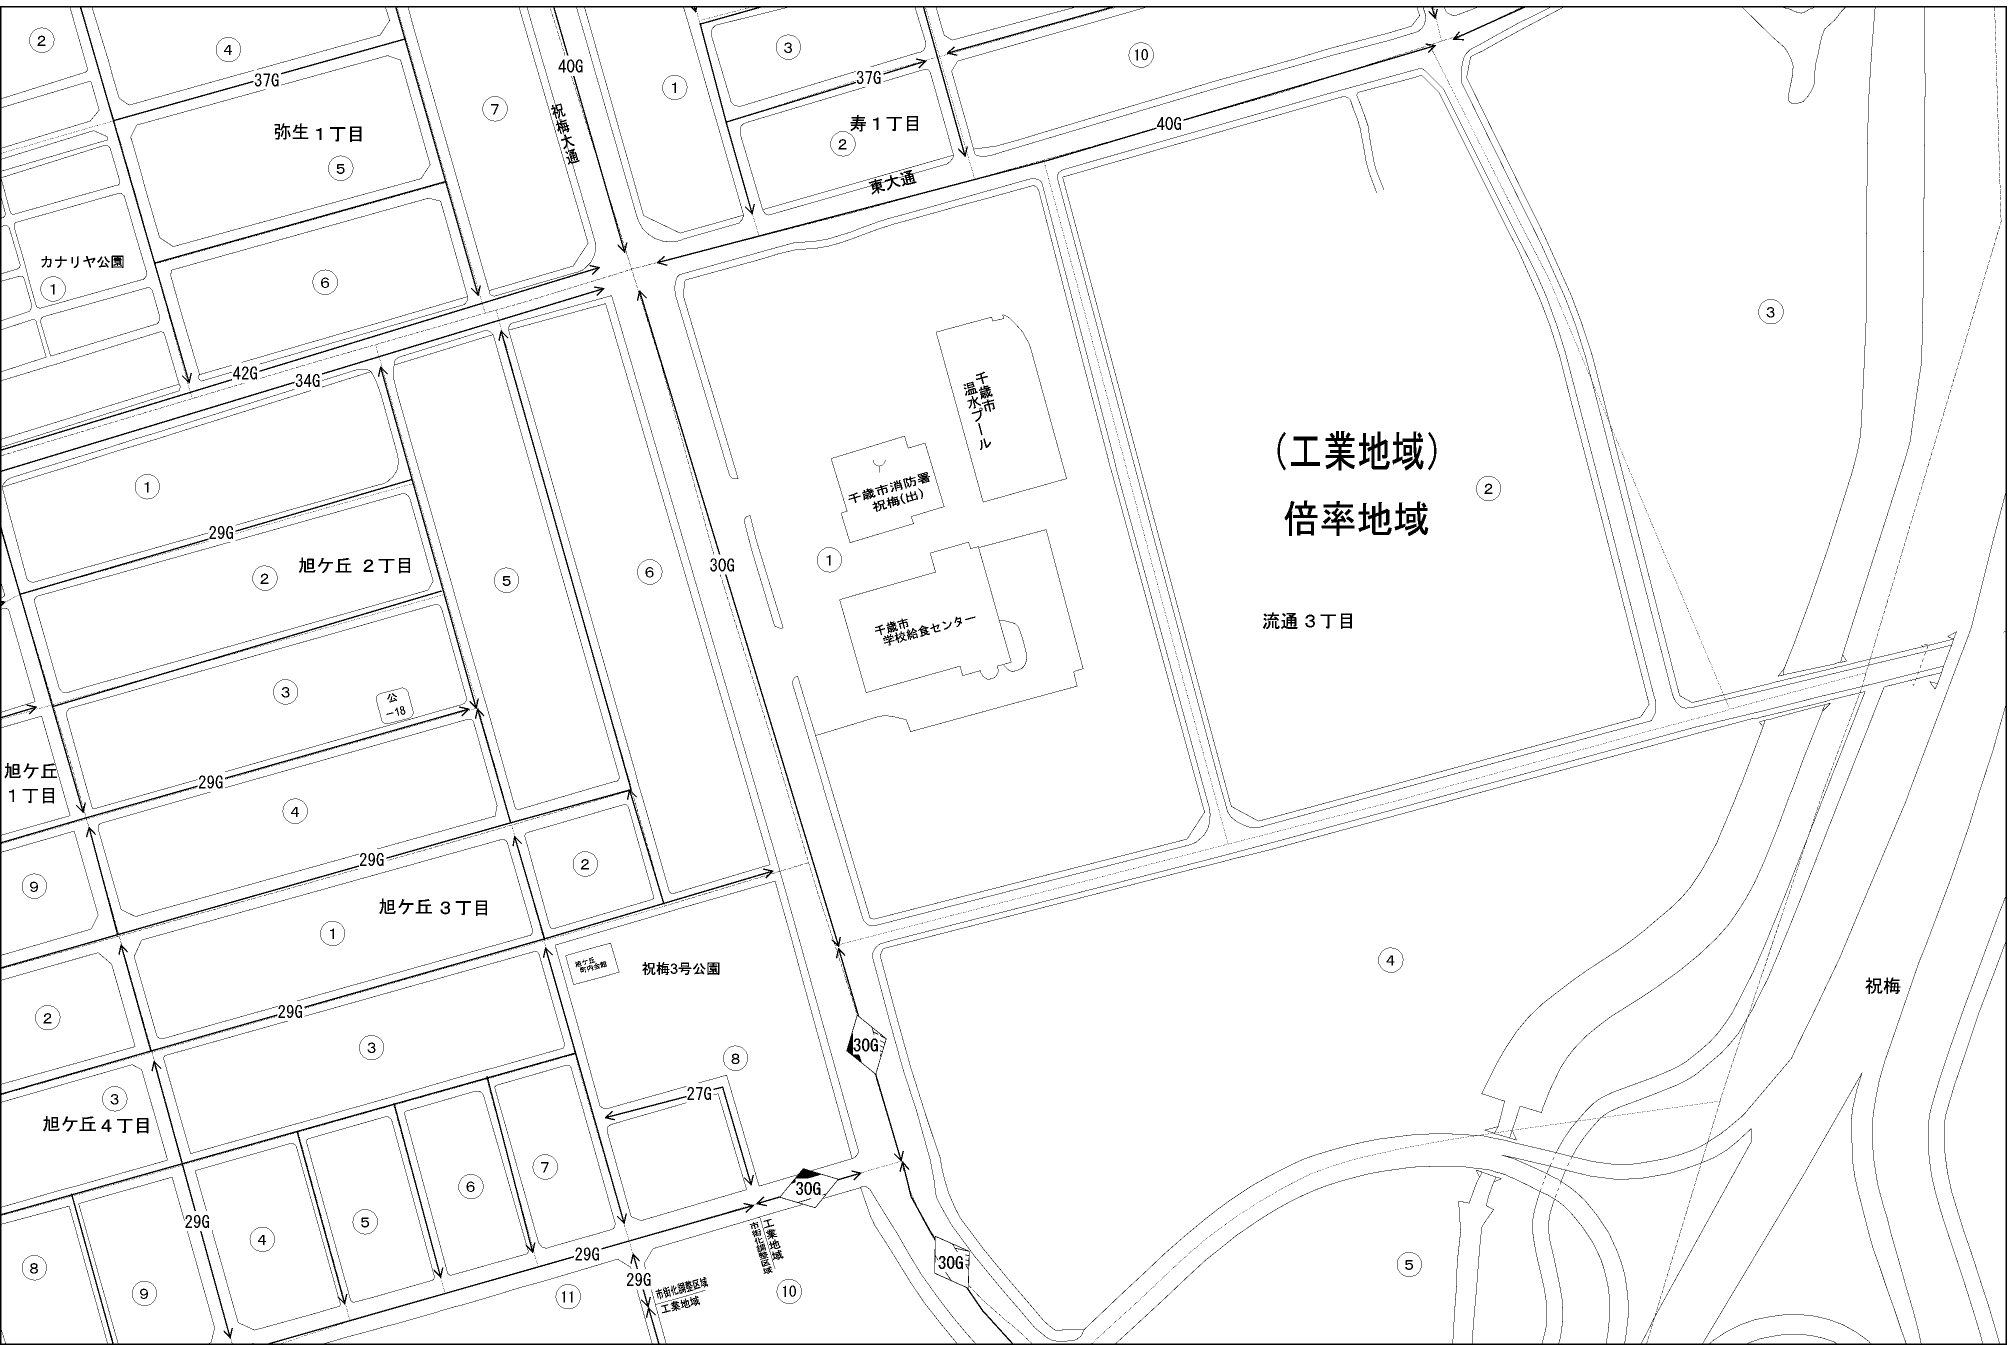 ②
④
⑦
40G
①
③
⑩
37G
37G
弥生 1丁目
祝梅大通
寿 1丁目
②
40G
⑤
東大通
カナリヤ公園
①
⑥
③
42G
34G
千歳市
温水プール
(工業地域)
倍率地域
①
②
千歳市消防署
祝梅(出)
29G
旭ケ丘 2丁目
②
⑤
⑥
30G
①
千歳市
学校給食センター
流通 3丁目
③
公
-18
旭ケ丘
1丁目
29G
④
29G
②
⑨
旭ケ丘 3丁目
①
旭ケ丘
町内会館
祝梅3号公園
④
祝梅
②
29G
③
⑧
30G
③
旭ケ丘4丁目
27G
⑦
⑥
30G
29G
④
⑤
29G
工業地域
市街化調整区域
30G
⑧
⑨
29G
市街化調整区域
工業地域
⑪
⑩
⑤